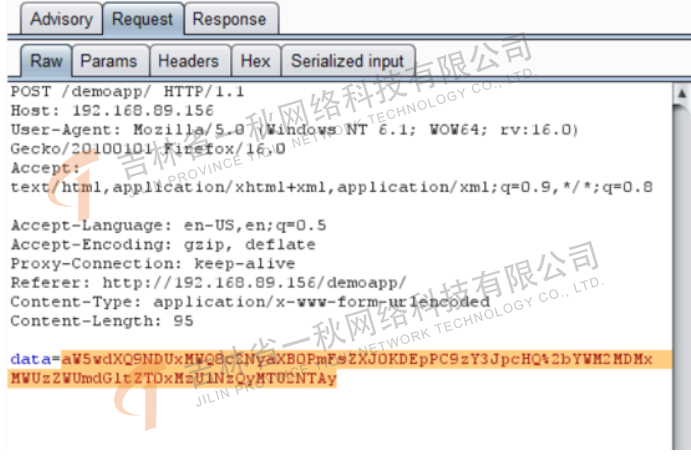 Advisory Request Response
Raw Params Headers Hex Serialized input
POST /demoapp/ HTTP/1.1
Host: 192.168.89.156
User-Agent: Mozilla/5.0 (Windows NT 6.1; WOW64; rv:16.0)
Gecko/20100101 Firefox/16.0
Accept:
text/html,application/xhtml+xml,application/xml;q=0.9,*/*;q=0.8
Accept-Language: en-US,en;q=0.5
Accept-Encoding: gzip, deflate
Proxy-Connection: keep-alive
Referer: http://192.168.89.156/demoapp/
Content-Type: application/x-www-form-urlencoded
Content-Length: 95
data=aW5wdXQ9NDUxMWQ8c2NyaXB0PmFsZXJ0KDEpPC9zY3JpcHQ%2bYWM2MDMx
MWUzZWUmdGltZT0xMzU1NzQyMTU2NTAy
吉林省一秋网络科技有限公司
JILIN PROVINCE YIQIU NETWORK TECHNOLOGY CO., LTD.
吉林省一秋网络科技有限公司
JILIN PROVINCE YIQIU NETWORK TECHNOLOGY CO., LTD.